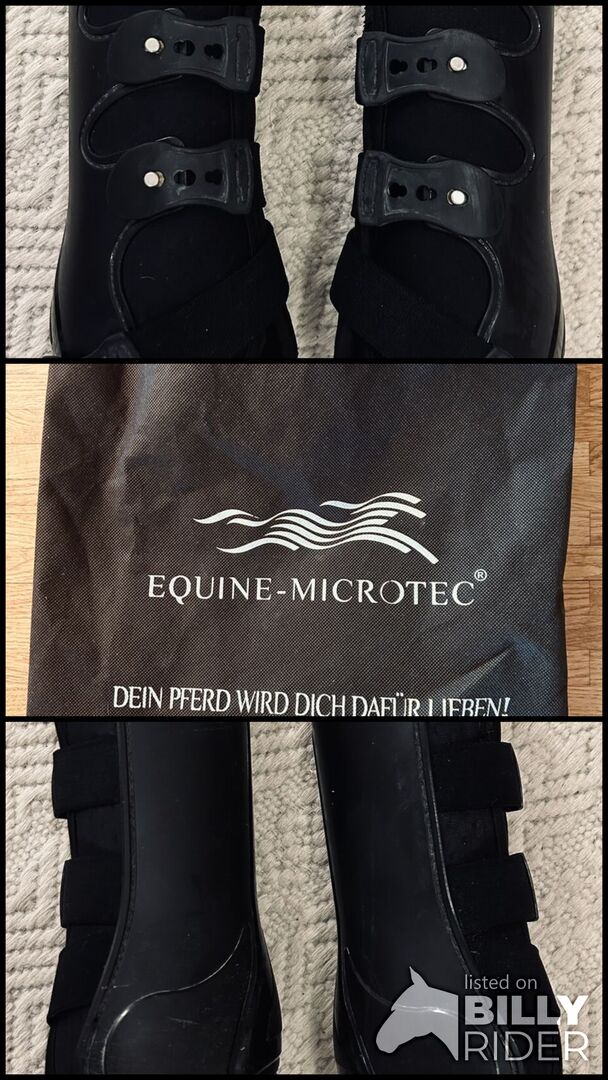 EQUINE-MICROTEC®
DEIN PFERD WIRD DICH DAFÜR LIEBEN!
listed on
BILLY
RIDER